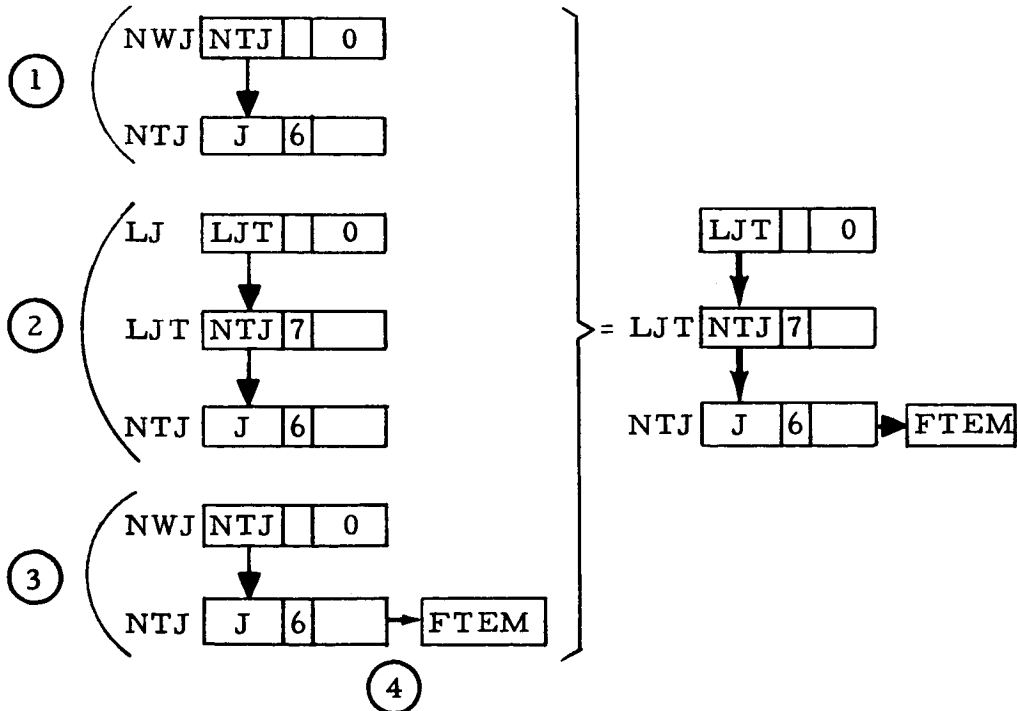 1
NWJ NTJ 0
NTJ J 6
2
LJ LJT 0
LJT NTJ 7
NTJ J 6
3
NWJ NTJ 0
NTJ J 6 FTEM
4
LJT 0
= LJT NTJ 7
NTJ J 6 FTEM